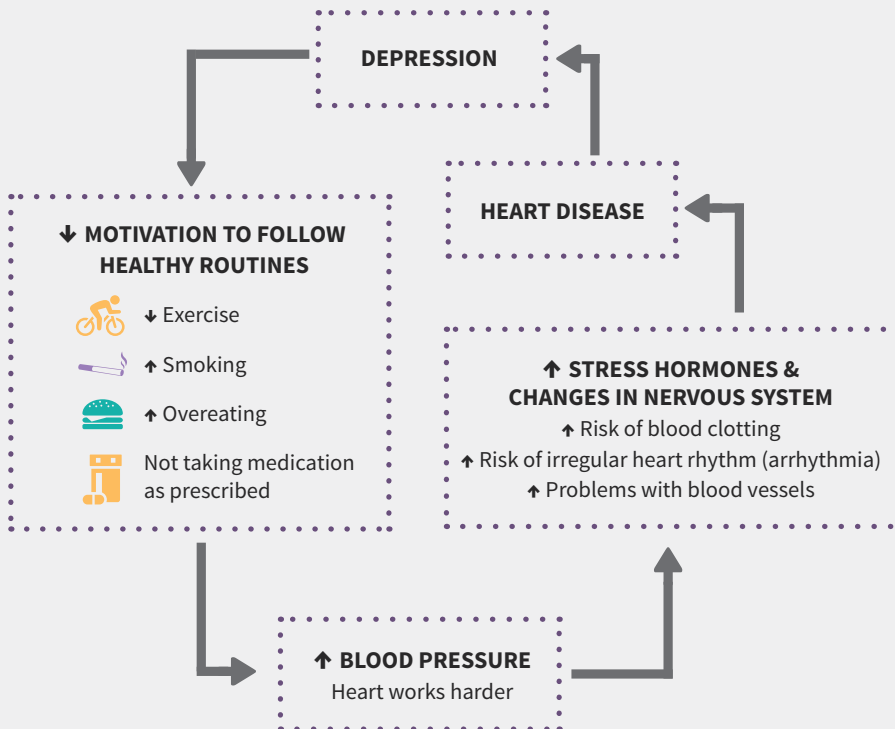 DEPRESSION
↓ MOTIVATION TO FOLLOW
HEALTHY ROUTINES
↓ Exercise
↑ Smoking
↑ Overeating
Not taking medication
as prescribed
↑ BLOOD PRESSURE
Heart works harder
↑ STRESS HORMONES &
CHANGES IN NERVOUS SYSTEM
↑ Risk of blood clotting
↑ Risk of irregular heart rhythm (arrhythmia)
↑ Problems with blood vessels
HEART DISEASE